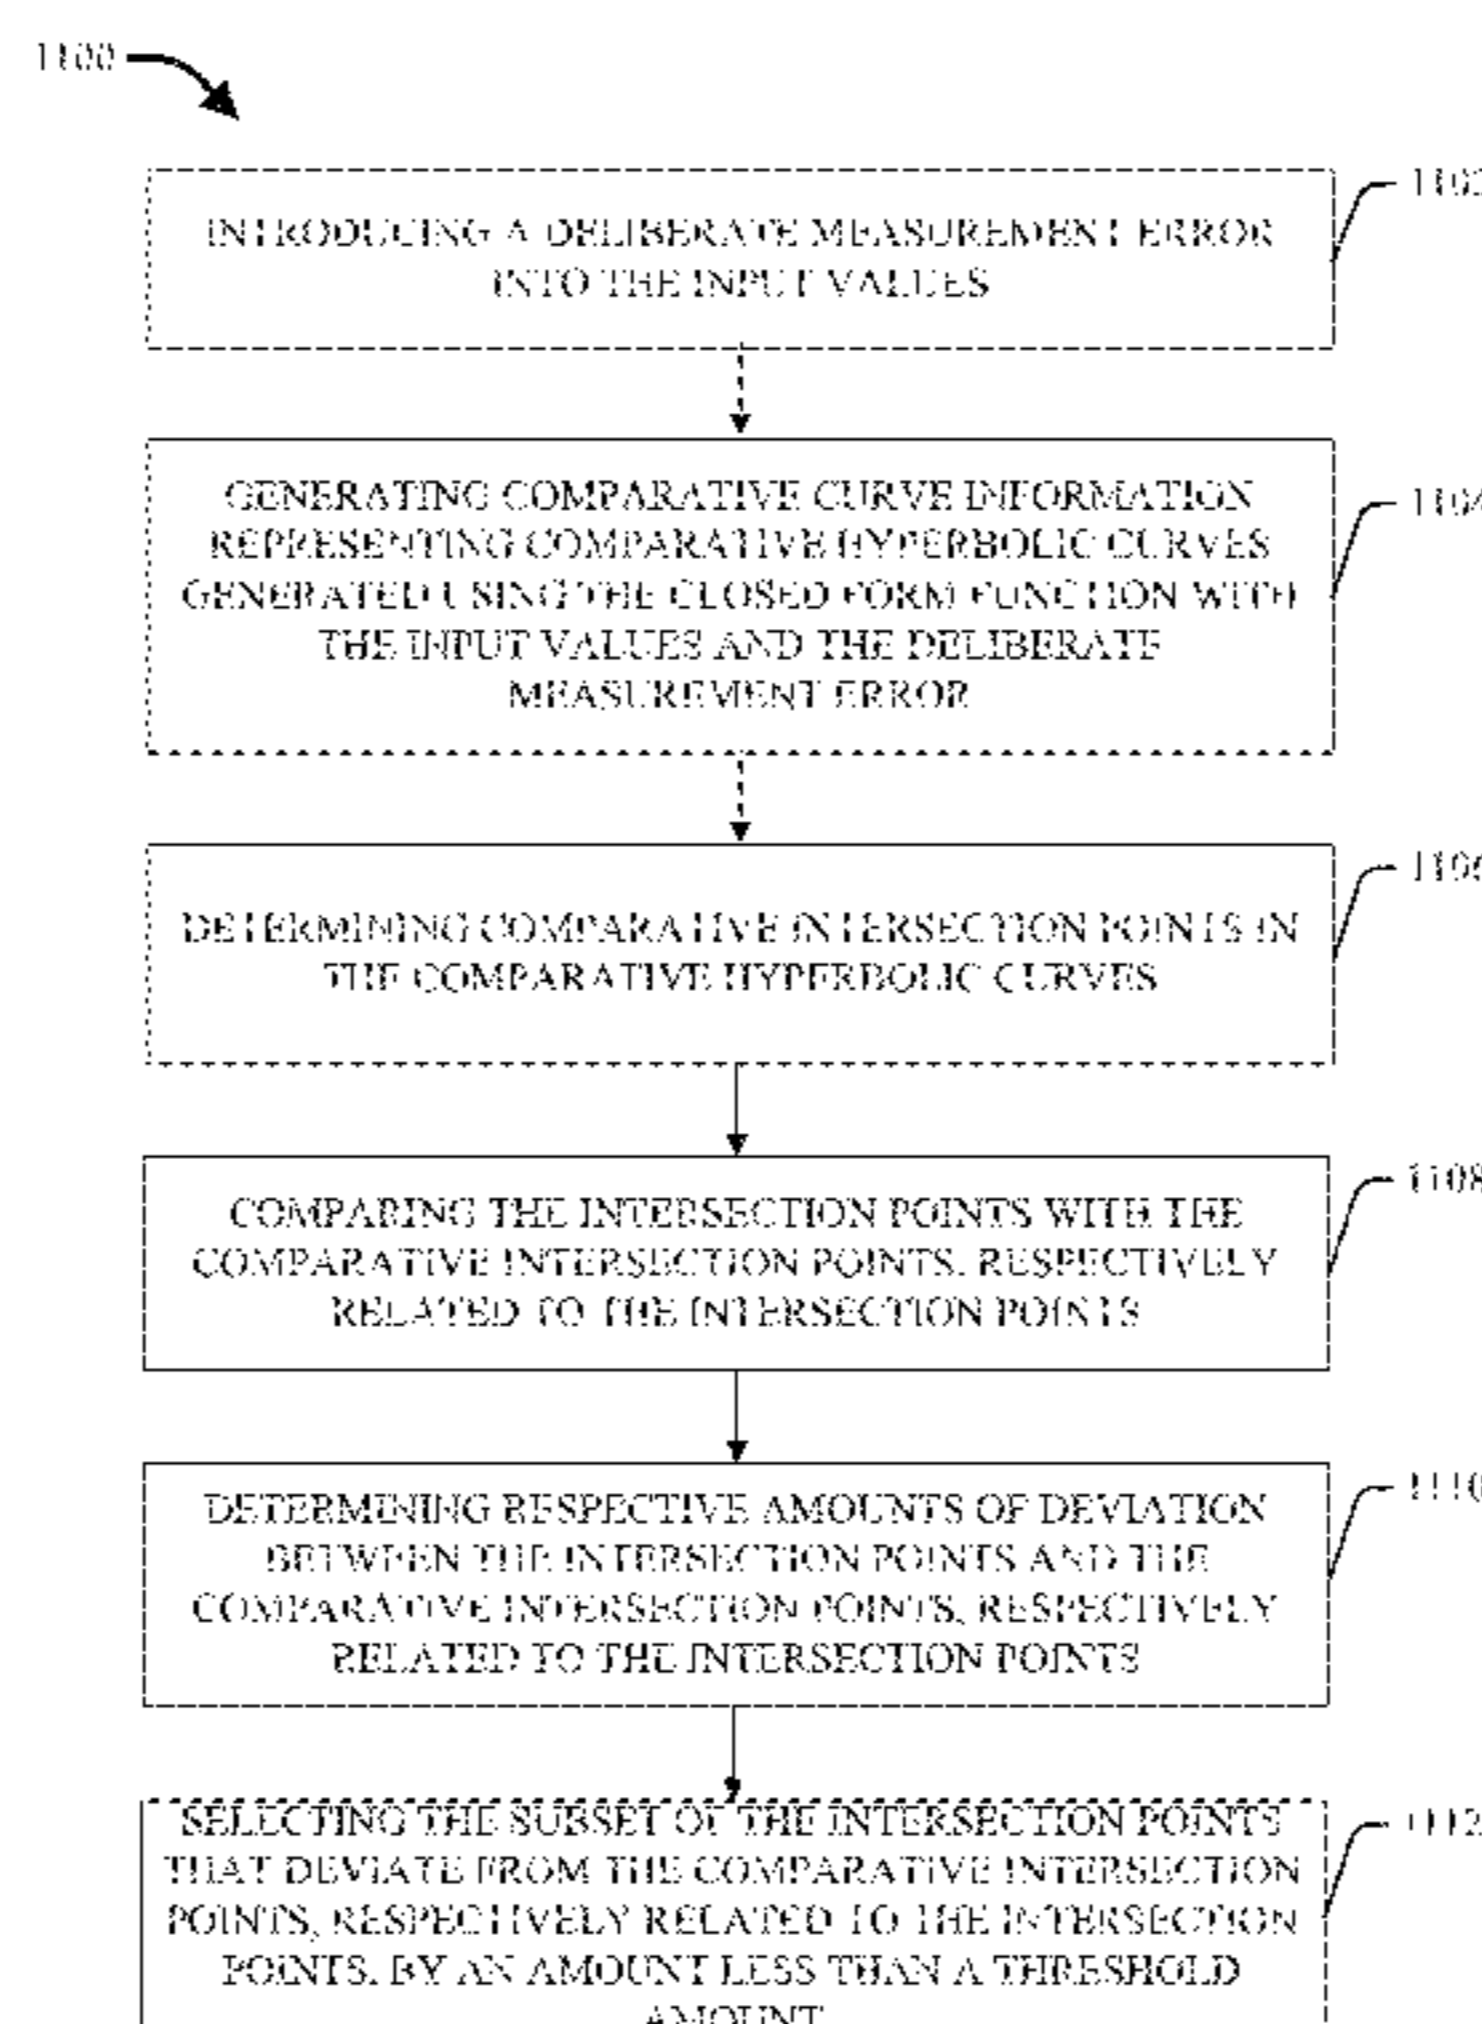 1100
INTRODUCING A DELIBERATE MEASUREMENT ERROR
INTO THE INPUT VALUES
GENERATING COMPARATIVE CURVE INFORMATION
REPRESENTING COMPARATIVE HYPERBOLIC CURVES
GENERATED USING THE CLOSED FORM FUNCTION WITH
THE INPUT VALUES AND THE DELIBERATE
MEASUREMENT ERROR
1104
DETERMINING COMPARATIVE INTERSECTION POINTS IN
THE COMPARATIVE HYPERBOLIC CURVES
1106
COMPARING THE INTERSECTION POINTS WITH THE
COMPARATIVE INTERSECTION POINTS, RESPECTIVELY
RELATED TO THE INTERSECTION POINTS
1108
DETERMINING RESPECTIVE AMOUNTS OF DEVIATION
BETWEEN THE INTERSECTION POINTS AND THE
COMPARATIVE INTERSECTION POINTS, RESPECTIVELY
RELATED TO THE INTERSECTION POINTS
1110
SELECTING THE SUBSET OF THE INTERSECTION POINTS
THAT DEVIATE FROM THE COMPARATIVE INTERSECTION
POINTS, RESPECTIVELY RELATED TO THE INTERSECTION
POINTS, BY AN AMOUNT LESS THAN A THRESHOLD
AMOUNT
1112